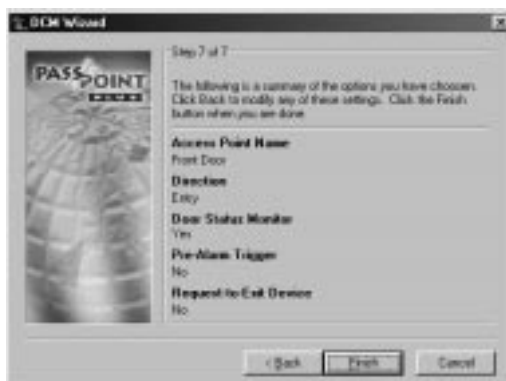 DCM Wizard
PASSPOINT
PLUS
Step 7 of 7
The following is a summary of the options you have choosen.
Click Back to modify any of these settings. Click the Finish
button when you are done.
Access Point Name
Front Door
Direction
Entry
Door Status Monitor
Yes
Pre-Alarm Trigger
No
Request to Exit Device
No
< Back
Finish
Cancel